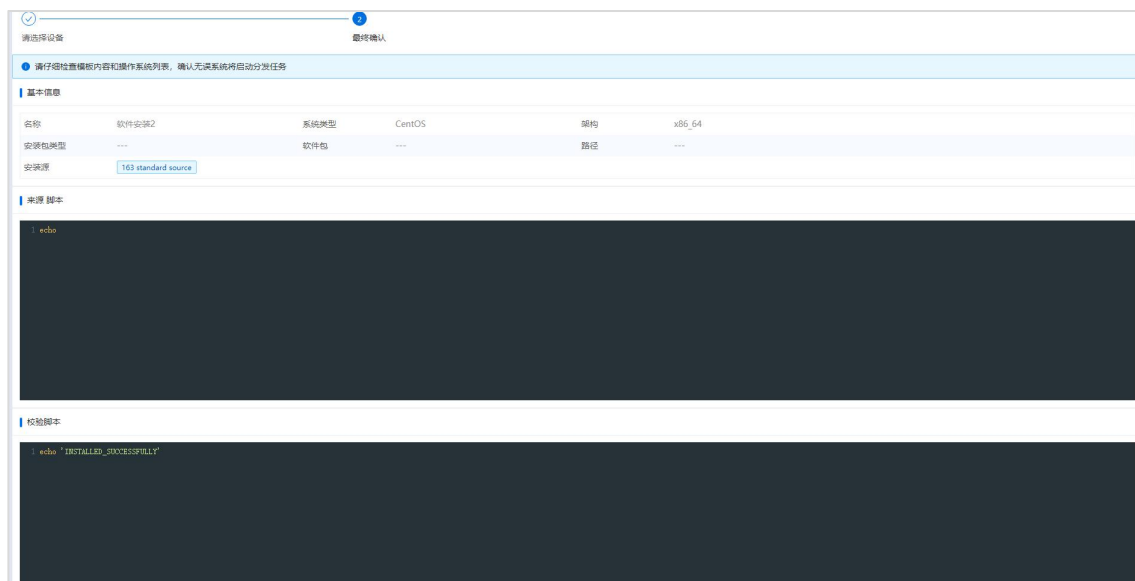 2
请选择设备 最终确认
请仔细检查模板内容和操作系统列表，确认无误系统将启动分发任务
基本信息
名称 软件安装2 系统类型 CentOS 架构 x86_64
安装包类型 --- 软件包 --- 路径 ---
安装源 163 standard source
来源 脚本
1 echo
校验脚本
1 echo 'INSTALLED_SUCCESSFULLY'